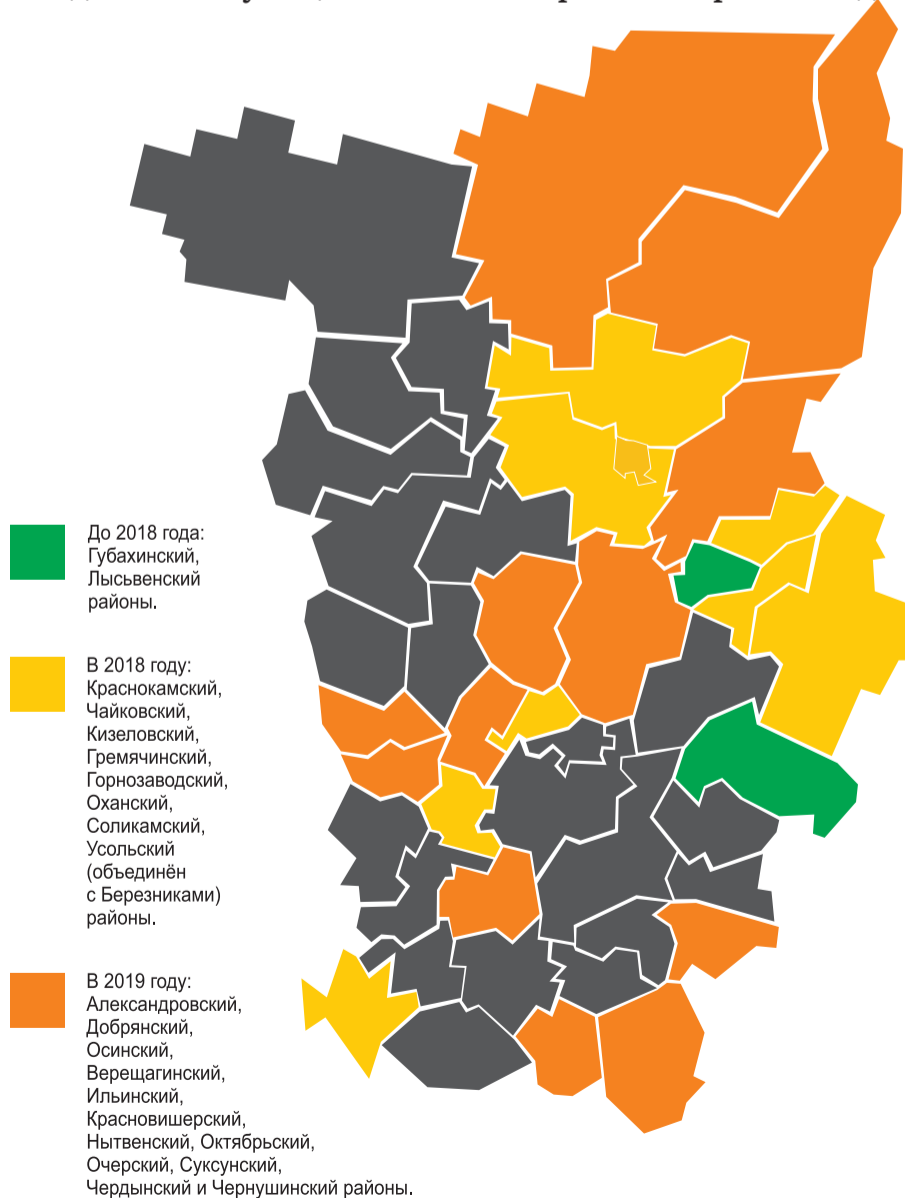 До 2018 года:
Губахинский,
Лысьвенский
районы.
В 2018 году:
Краснокамский,
Чайковский,
Кизеловский,
Гремячинский,
Горнозаводский,
Оханский,
Соликамский,
Усольский
(объединён
с Березниками)
районы.
В 2019 году:
Александровский,
Добрянский,
Осинский,
Верещагинский,
Ильинский,
Красновишерский,
Нытвенский, Октябрьский,
Очерский, Суксунский,
Чердынский и Чернушинский районы.